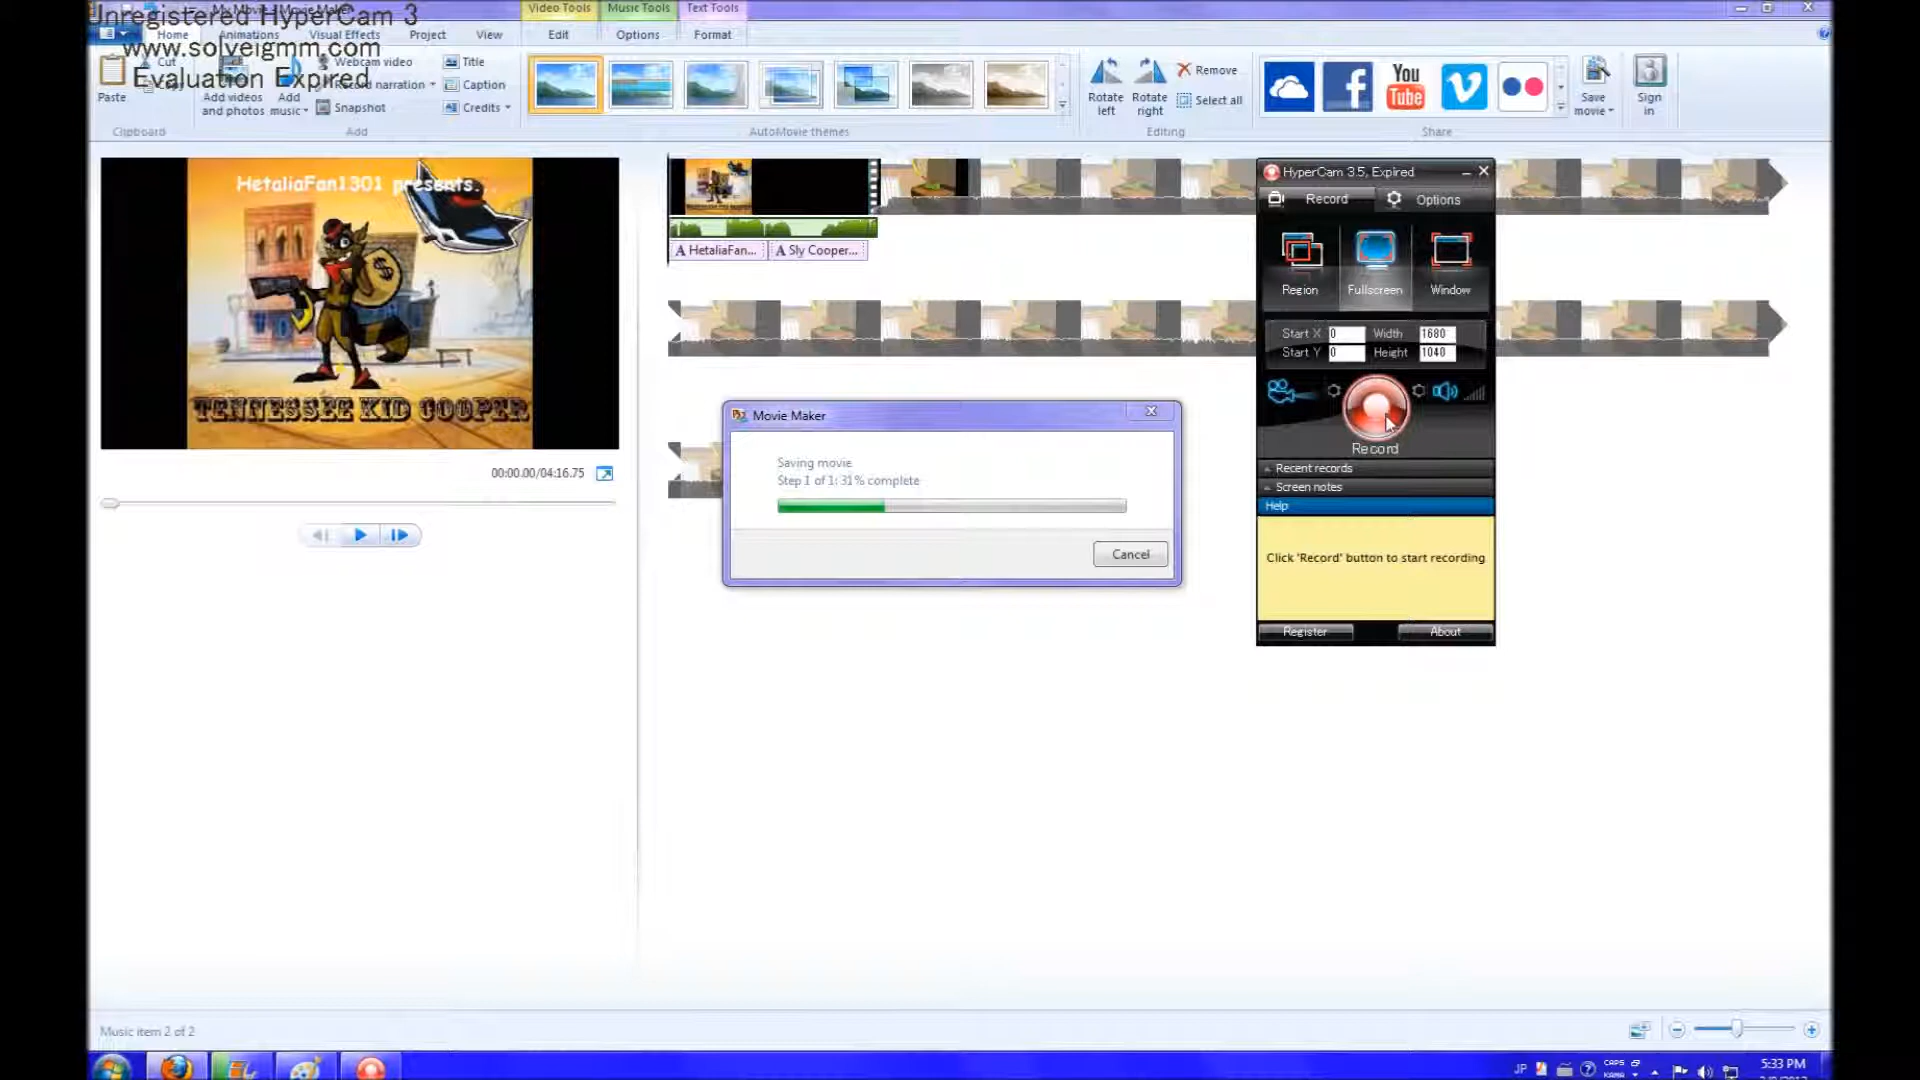 Unregistered HyperCam 3
www.solveigmm.com
Evaluation Expired
Video Tools
Music Tools
Text Tools
Home
Animations
Visual Effects
Project
View
Edit
Options
Format
Paste
Cut
Copy
Clipboard
Add videos
and photos
Add
music
Webcam video
Record narration
Snapshot
Title
Caption
Credits
Add
AutoMovie themes
Rotate
left
Rotate
right
Remove
Select all
Editing
You
Tube
Share
Save
movie
Sign
in
HetaliaFan1301 presents...
TENNESSEE KID COOPER
00:00.00/04:16.75
A HetaliaFan...
A Sly Cooper...
Movie Maker
Saving movie
Step 1 of 1: 31% complete
Cancel
HyperCam 3.5, Expired
Record
Options
Region
Fullscreen
Window
Start X 0 Width 1680
Start Y 0 Height 1040
Record
Recent records
Screen notes
Help
Click 'Record' button to start recording
Register
About
Music item 2 of 2
JP
CAPS
KANA
5:33 PM